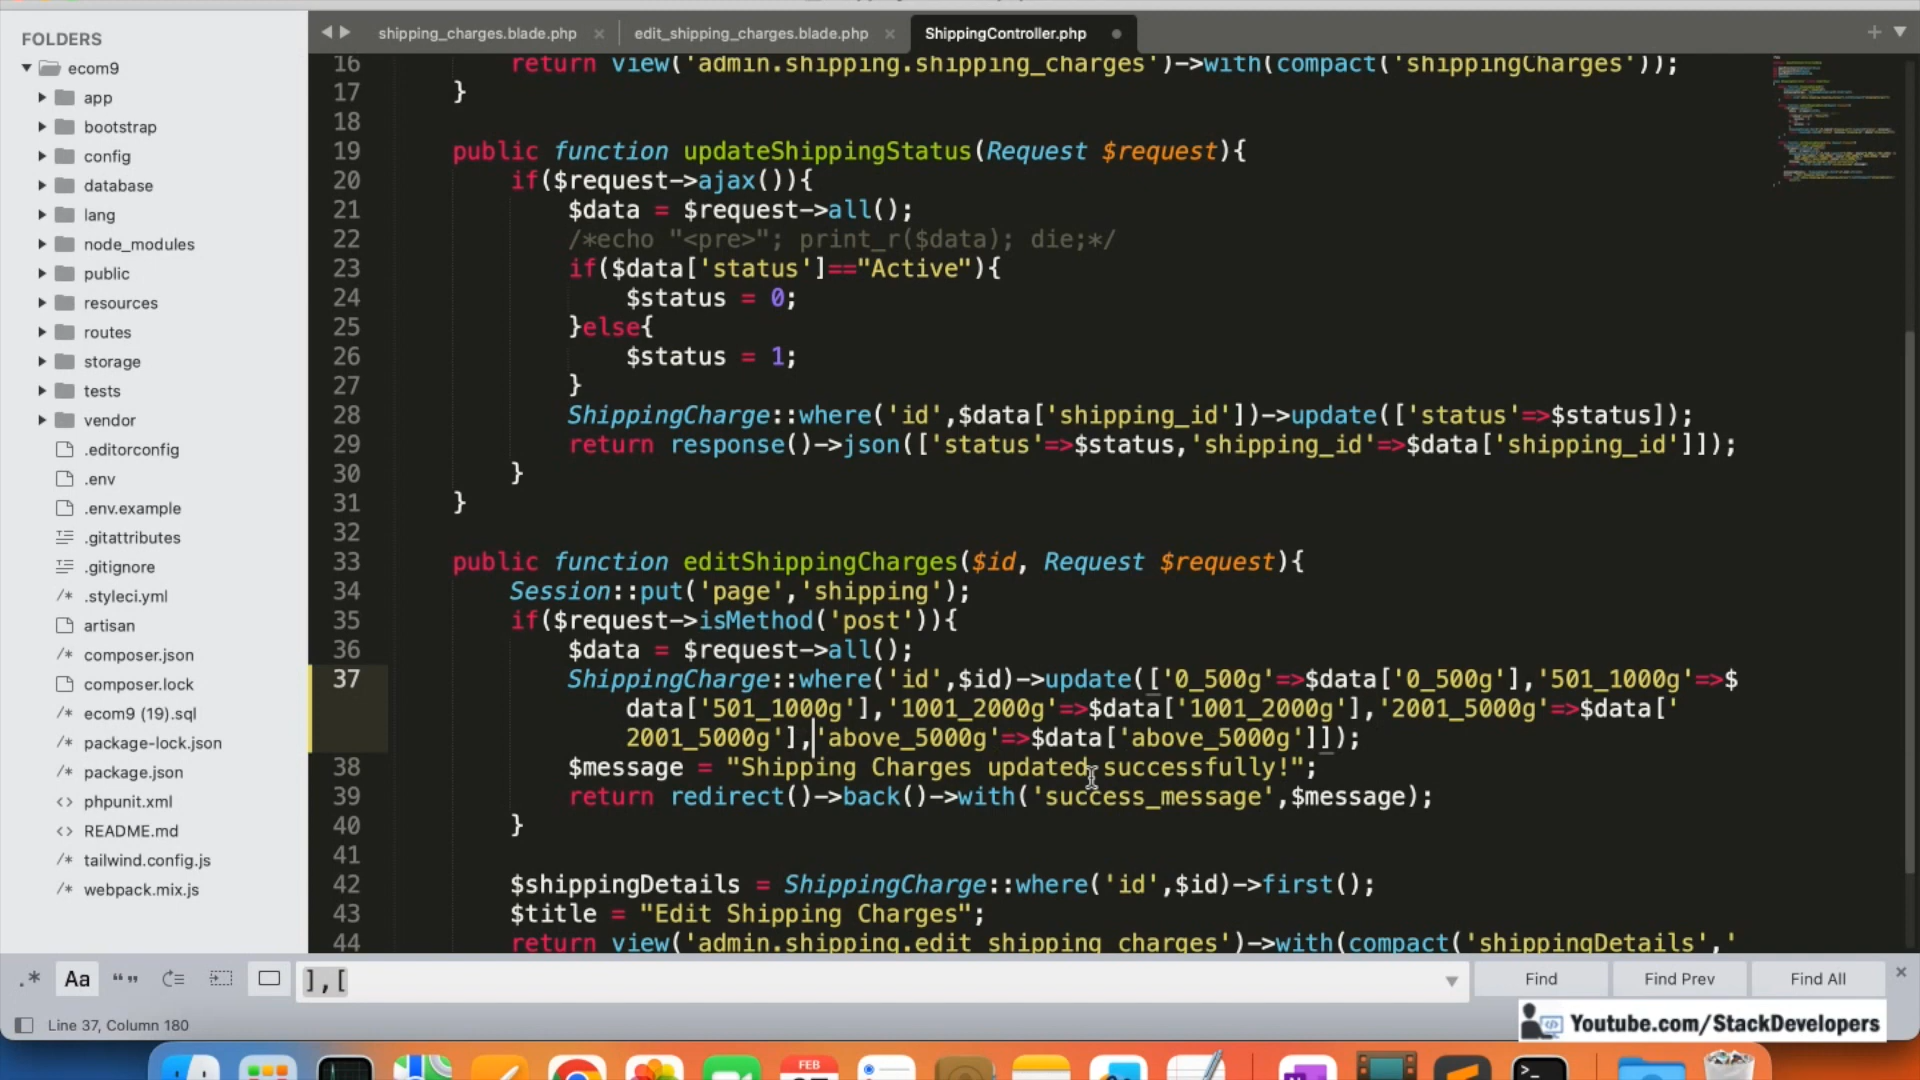 FOLDERS
ecom9
app
bootstrap
config
database
lang
node_modules
public
resources
routes
storage
tests
vendor
.editorconfig
.env
.env.example
.gitattributes
.gitignore
/* .styleci.yml
artisan
/* composer.json
composer.lock
/* ecom9 (19).sql
/* package-lock.json
/* package.json
<> phpunit.xml
<> README.md
/* tailwind.config.js
/* webpack.mix.js
shipping_charges.blade.php ×
edit_shipping_charges.blade.php ×
ShippingController.php
16 return view('admin.shipping.shipping_charges')->with(compact('shippingCharges'));
17 }
18
19 public function updateShippingStatus(Request $request){
20 if($request->ajax()){
21 $data = $request->all();
22 /*echo "<pre>"; print_r($data); die;*/
23 if($data['status']=="Active"){
24 $status = 0;
25 }else{
26 $status = 1;
27 }
28 ShippingCharge::where('id',$data['shipping_id'])->update(['status'=>$status]);
29 return response()->json(['status'=>$status,'shipping_id'=>$data['shipping_id']]);
30 }
31 }
32
33 public function editShippingCharges($id, Request $request){
34 Session::put('page','shipping');
35 if($request->isMethod('post')){
36 $data = $request->all();
37 ShippingCharge::where('id',$id)->update(['0_500g'=>$data['0_500g'],'501_1000g'=>$
data['501_1000g'],'1001_2000g'=>$data['1001_2000g'],'2001_5000g'=>$data['
2001_5000g'],'above_5000g'=>$data['above_5000g']]);
38 $message = "Shipping Charges updated successfully!";
39 return redirect()->back()->with('success_message',$message);
40 }
41
42 $shippingDetails = ShippingCharge::where('id',$id)->first();
43 $title = "Edit Shipping Charges";
44 return view('admin.shipping.edit_shipping_charges')->with(compact('shippingDetails','
.* Aa “” ],[ Find Find Prev Find All ×
Line 37, Column 180
Youtube.com/StackDevelopers
FEB